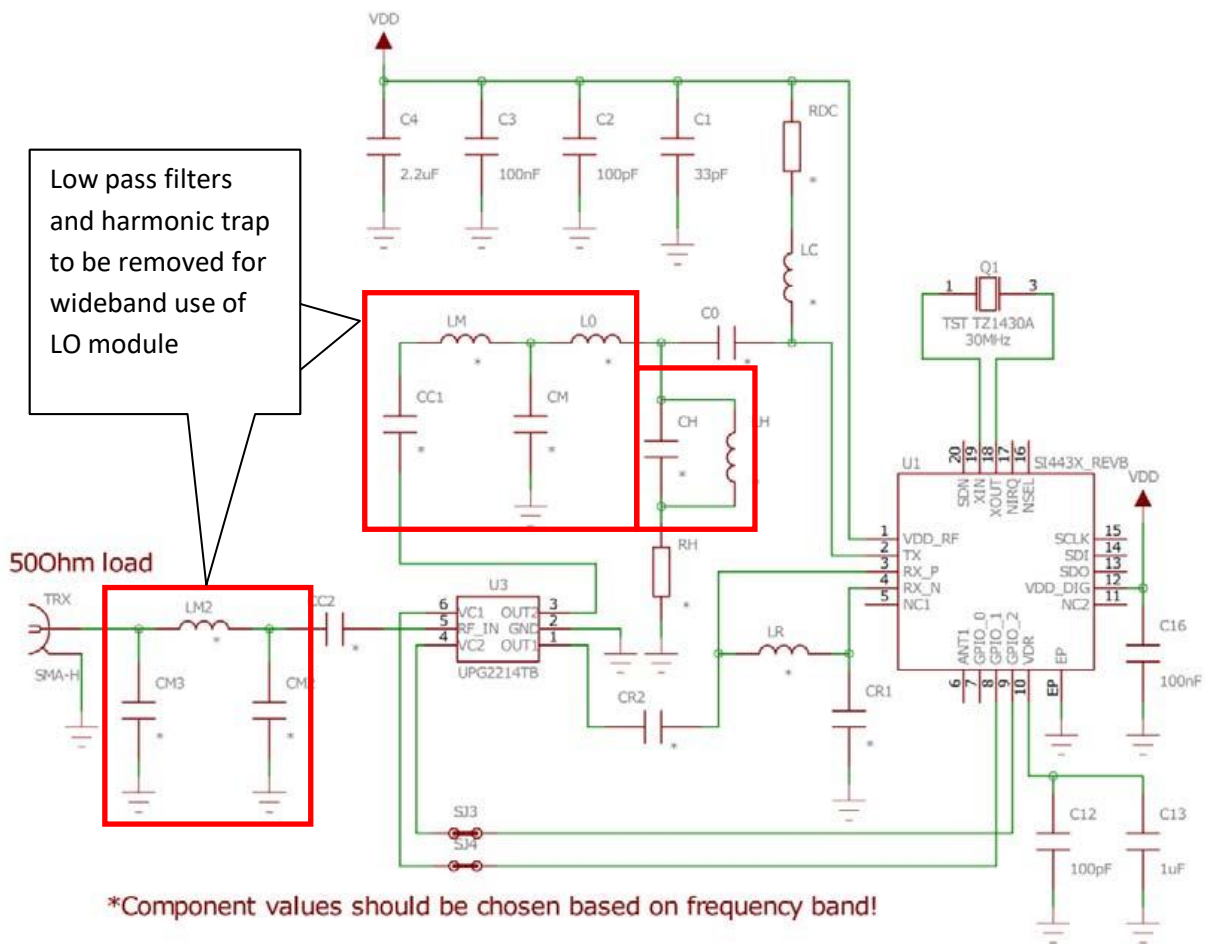 VDD
C4
C3
C2
C1
RDC
2.2uF
100nF
100pF
33pF
*
Low pass filters
and harmonic trap
to be removed for
wideband use of
LO module
LC
*
Q1
1
3
TST TZ1430A
30MHz
LM
*
L0
*
C0
*
CC1
*
CM
*
CH
*
RH
*
U1
SI443X_REVB
20
19
18
17
16
SDN
XIN
XOUT
NIRQ
NSEL
VDD
1
VDD_RF
2
TX
3
RX_P
4
RX_N
5
NC1
SCLK
15
SDI
14
SDO
13
VDD_DIG
12
NC2
11
ANT1
GPIO_0
GPIO_1
GPIO_2
VDR
EP
6
7
8
9
10
EP
C16
100nF
50Ohm load
TRX
SMA-H
LM2
*
CC2
*
CM3
*
*
U3
6
VC1
OUT2
3
5
RF_IN
GND
2
4
VC2
OUT1
1
UPG2214TB
CR2
*
LR
*
CR1
*
SJ3
SJ4
C12
100pF
C13
1uF
*Component values should be chosen based on frequency band!